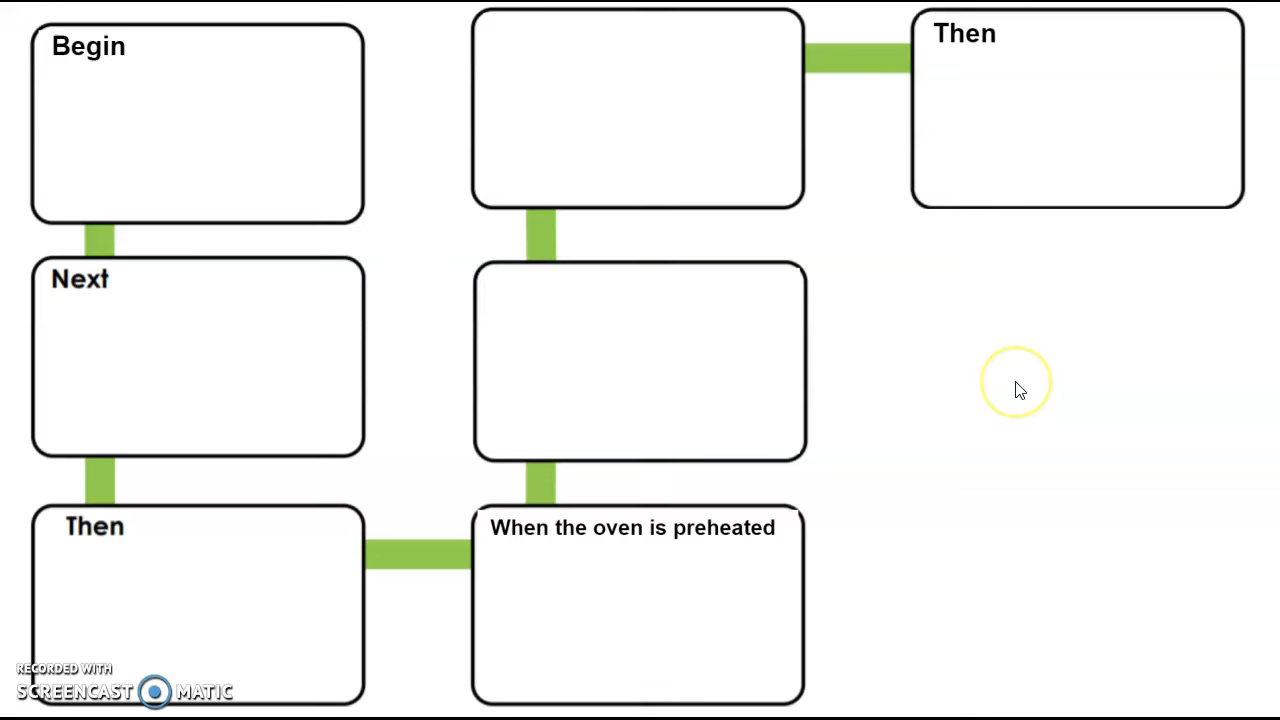 Begin
Next
Then
When the oven is preheated
Then
RECORDED WITH
SCREENCAST MATIC